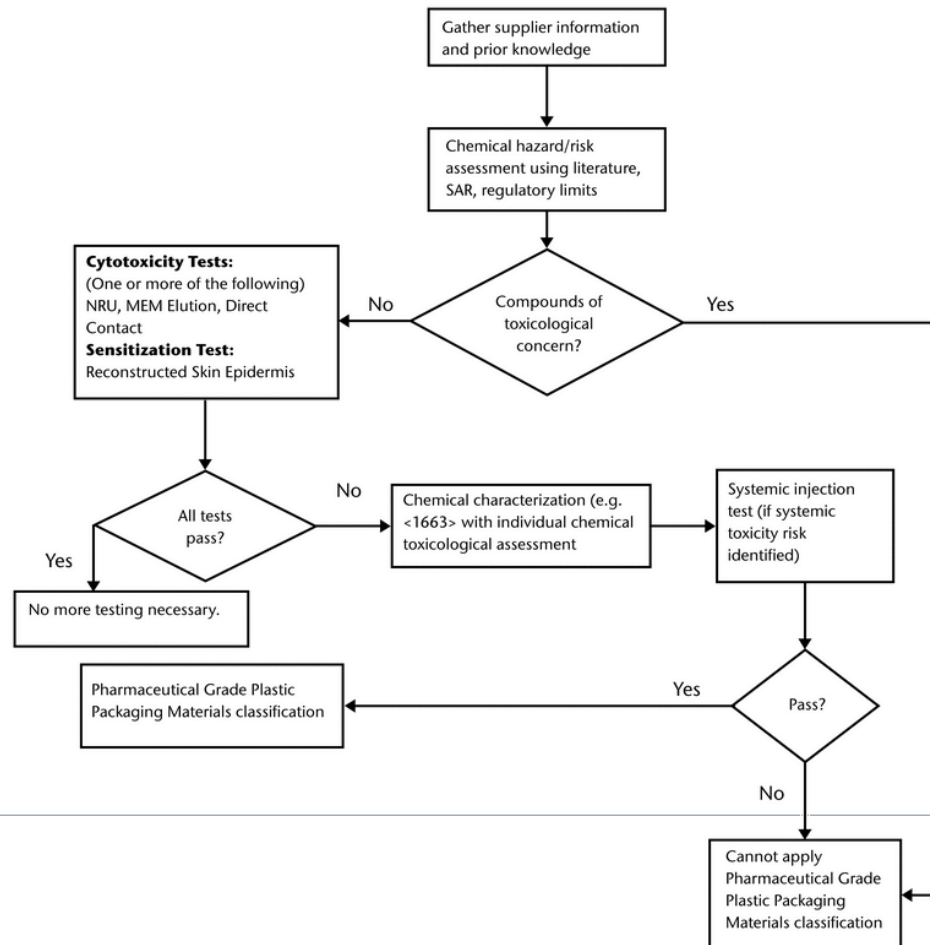 Gather supplier information
and prior knowledge
Chemical hazard/risk
assessment using literature,
SAR, regulatory limits
Compounds of
toxicological
concern?
No
Yes
Cytotoxicity Tests:
(One or more of the following)
NRU, MEM Elution, Direct
Contact
Sensitization Test:
Reconstructed Skin Epidermis
All tests
pass?
No
Yes
Chemical characterization (e.g.
<1663> with individual chemical
toxicological assessment
Systemic injection
test (if systemic
toxicity risk
identified)
No more testing necessary.
Pass?
Yes
Pharmaceutical Grade Plastic
Packaging Materials classification
No
Cannot apply
Pharmaceutical Grade
Plastic Packaging
Materials classification